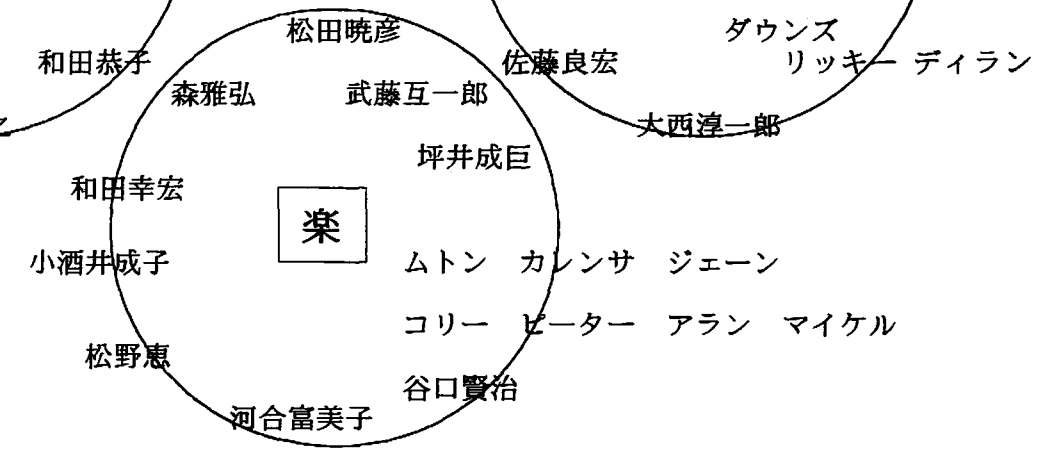 松田暁彦
ダウンズ
和田恭子
佐藤良宏
リッキー ディラン
森雅弘
武藤互一郎
大西淳一郎
坪井成巨
和田幸宏
楽
小酒井成子
ムトン カレンサ ジェーン
コリー ピーター アラン マイケル
松野恵
谷口賢治
河合富美子